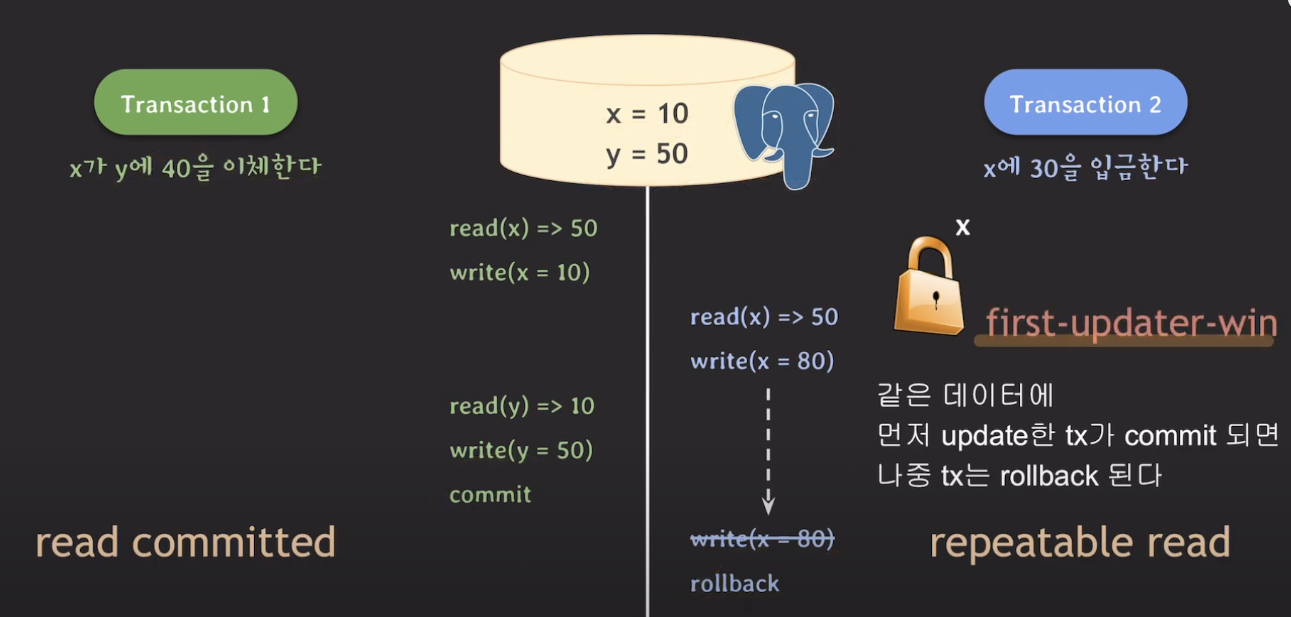 Transaction 1
x가 y에 40을 이체한다
x = 10
y = 50
Transaction 2
x에 30을 입금한다
read(x) => 50
write(x = 10)
x
read(x) => 50
write(x = 80)
first-updater-win
read(y) => 10
write(y = 50)
commit
같은 데이터에
먼저 update한 tx가 commit 되면
나중 tx는 rollback 된다
read committed
write(x = 80)
rollback
repeatable read